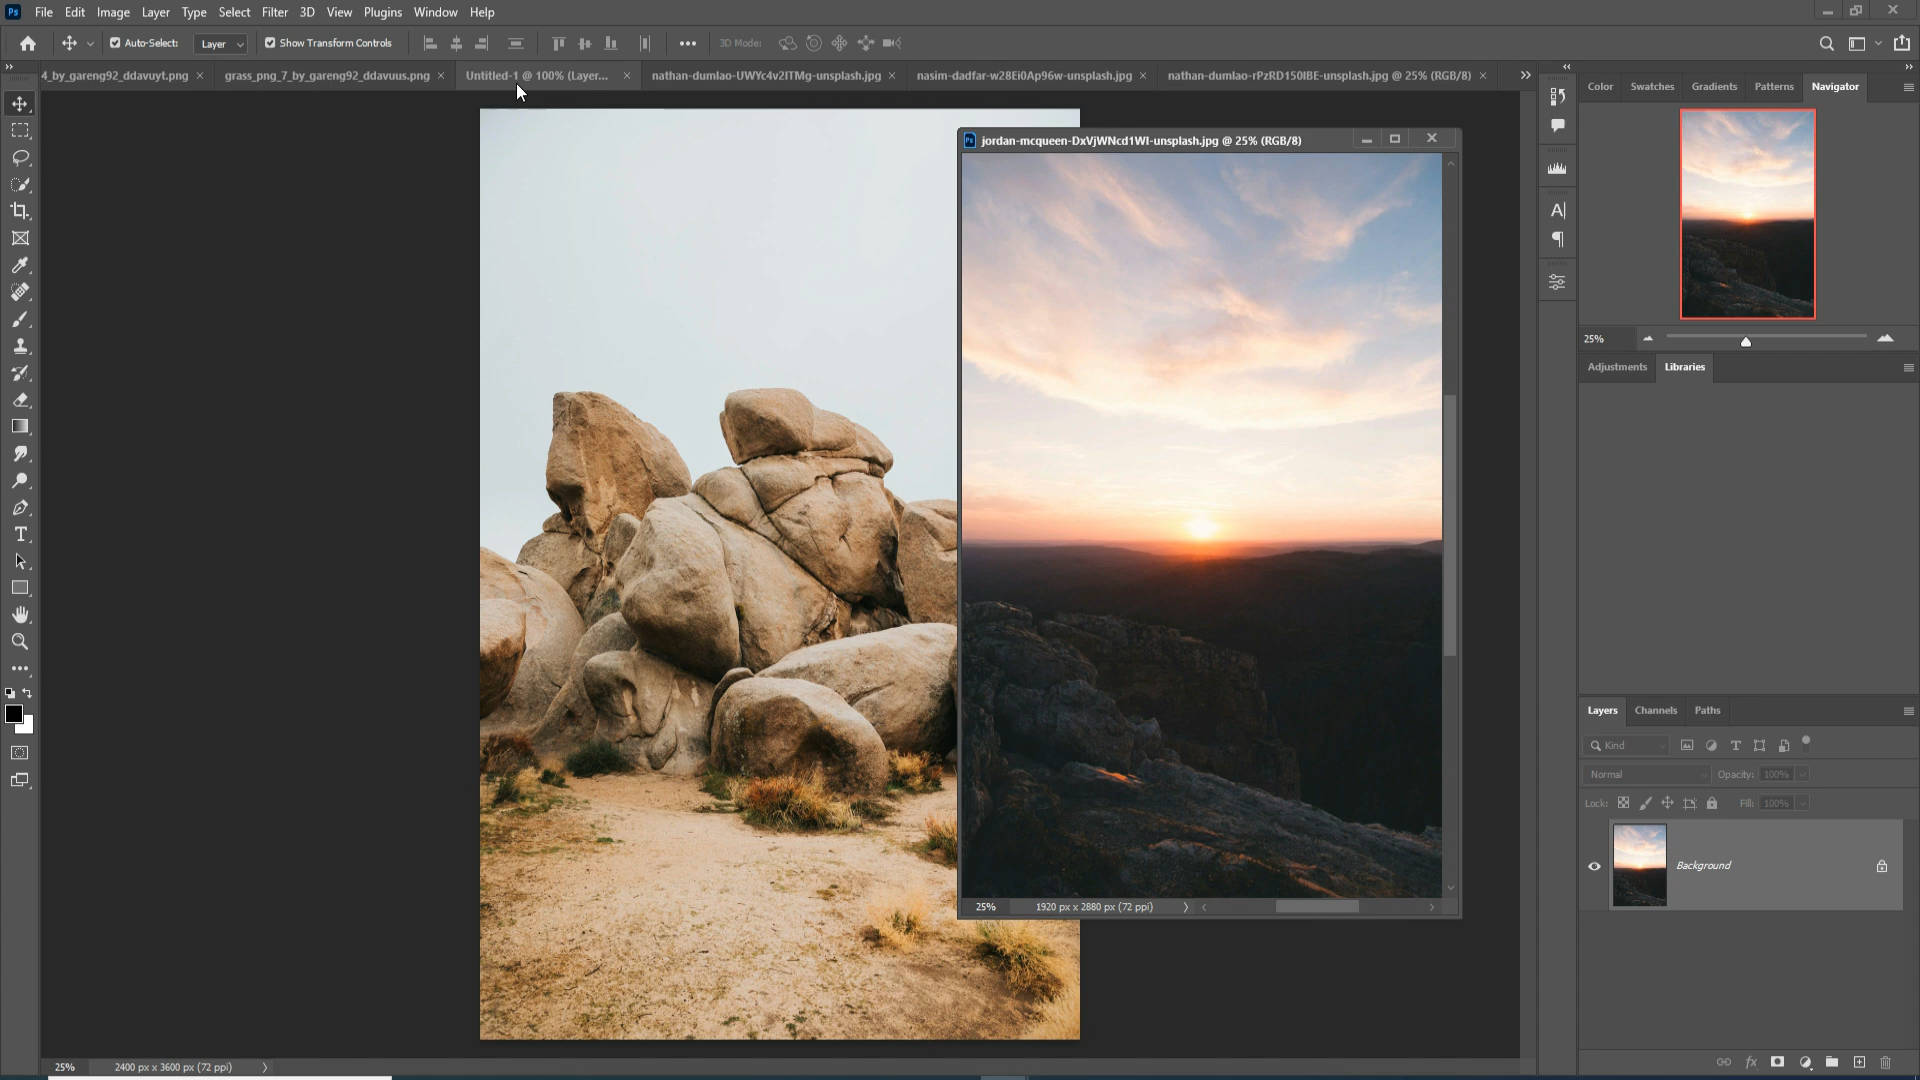 Ps File Edit Image Layer Type Select Filter 3D View Plugins Window Help
Auto-Select: Layer Show Transform Controls 3D Mode:
4_by_gareng92_ddavuyt.png grass_png_7_by_gareng92_ddavuus.png Untitled-1 @ 100% (Layer... nathan-dumlao-UWYc4v2ITMg-unsplash.jpg nasim-dadfar-w28Ei0Ap96w-unsplash.jpg nathan-dumlao-rPzRD150IBE-unsplash.jpg @ 25% (RGB/8)
Color Swatches Gradients Patterns Navigator
Ps jordan-mcqueen-DxVjWNcd1WI-unsplash.jpg @ 25% (RGB/8)
25%
Adjustments Libraries
Layers Channels Paths
Kind
Normal Opacity: 100%
Lock: Fill: 100%
Background
25% 1920 px x 2880 px (72 ppi)
25% 2400 px x 3600 px (72 ppi)